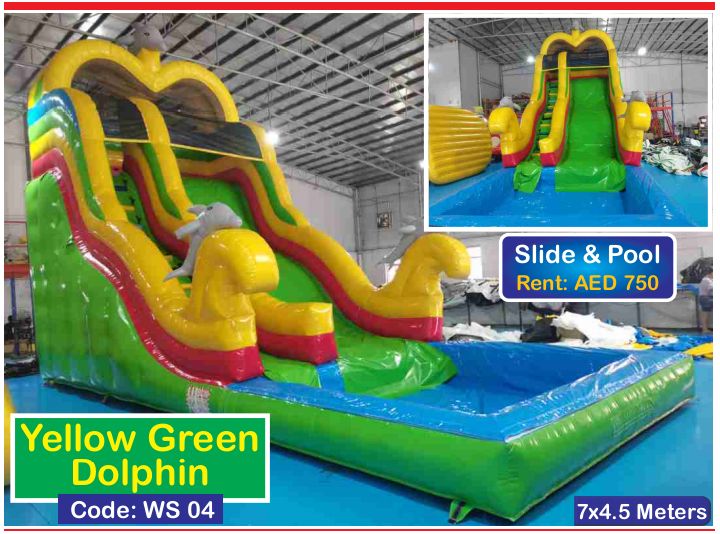 Slide & Pool
Rent: AED 750
Yellow Green
Dolphin
Code: WS 04
7x4.5 Meters